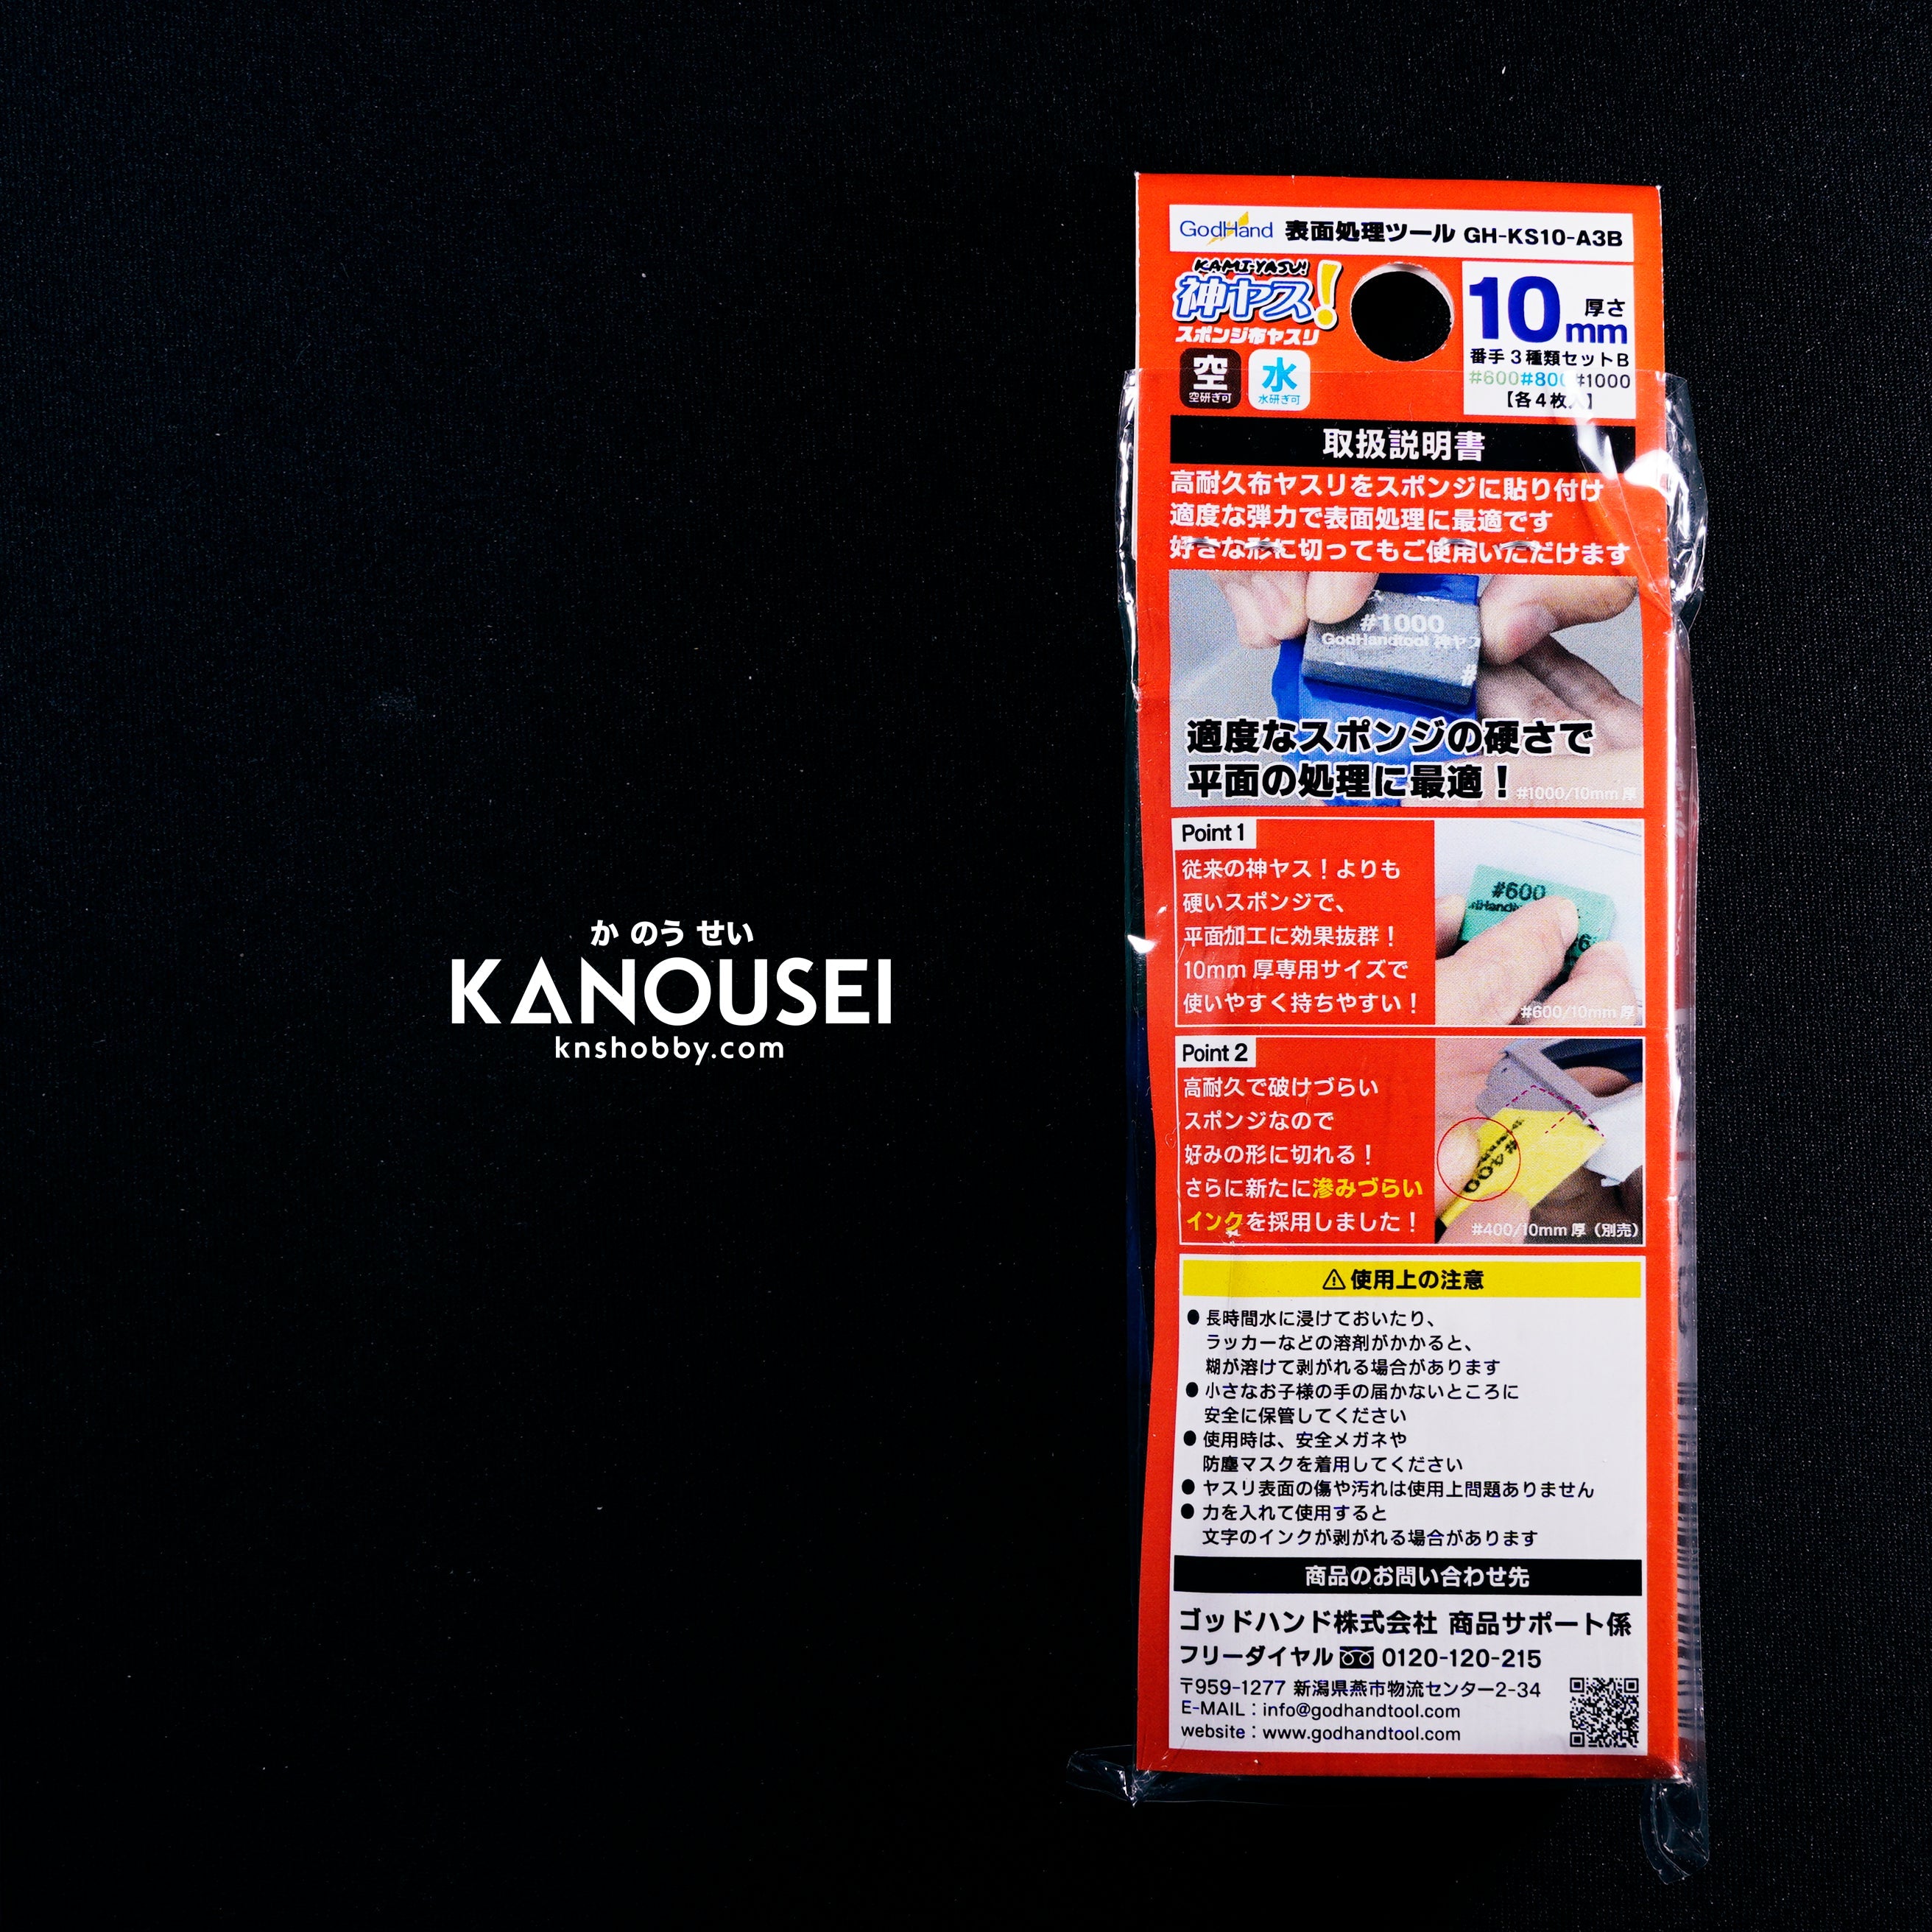 か のう せい
KANOUSEI
knshobby.com
GodHand 表面処理ツール GH-KS10-A3B
KAMI-YASU!
神ヤス!
スポンジ布ヤスリ
空
空研ぎ可
水
水研ぎ可
10mm
厚さ
番手3種類セットB
#600#800#1000
【各4枚入】
取扱説明書
高耐久布ヤスリをスポンジに貼り付け
適度な弾力で表面処理に最適です
好きな形に切ってもご使用いただけます
#1000
GodHandtool 神ヤス
#
適度なスポンジの硬さで
平面の処理に最適！
#1000/10mm 厚
Point 1
従来の神ヤス！よりも
硬いスポンジで、
平面加工に効果抜群！
10mm 厚専用サイズで
使いやすく持ちやすい！
#600
#600/10mm 厚
Point 2
高耐久で破けづらい
スポンジなので
好みの形に切れる！
さらに新たに滲みづらい
インクを採用しました！
#400
#400/10mm 厚（別売）
⚠使用上の注意
● 長時間水に浸けておいたり、
ラッカーなどの溶剤がかかると、
糊が溶けて剥がれる場合があります
● 小さなお子様の手の届かないところに
安全に保管してください
● 使用時は、安全メガネや
防塵マスクを着用してください
● ヤスリ表面の傷や汚れは使用上問題ありません
● 力を入れて使用すると
文字のインクが剥がれる場合があります
商品のお問い合わせ先
ゴッドハンド株式会社 商品サポート係
フリーダイヤル 0120-120-215
〒959-1277 新潟県燕市物流センター2-34
E-MAIL：info@godhandtool.com
website：www.godhandtool.com